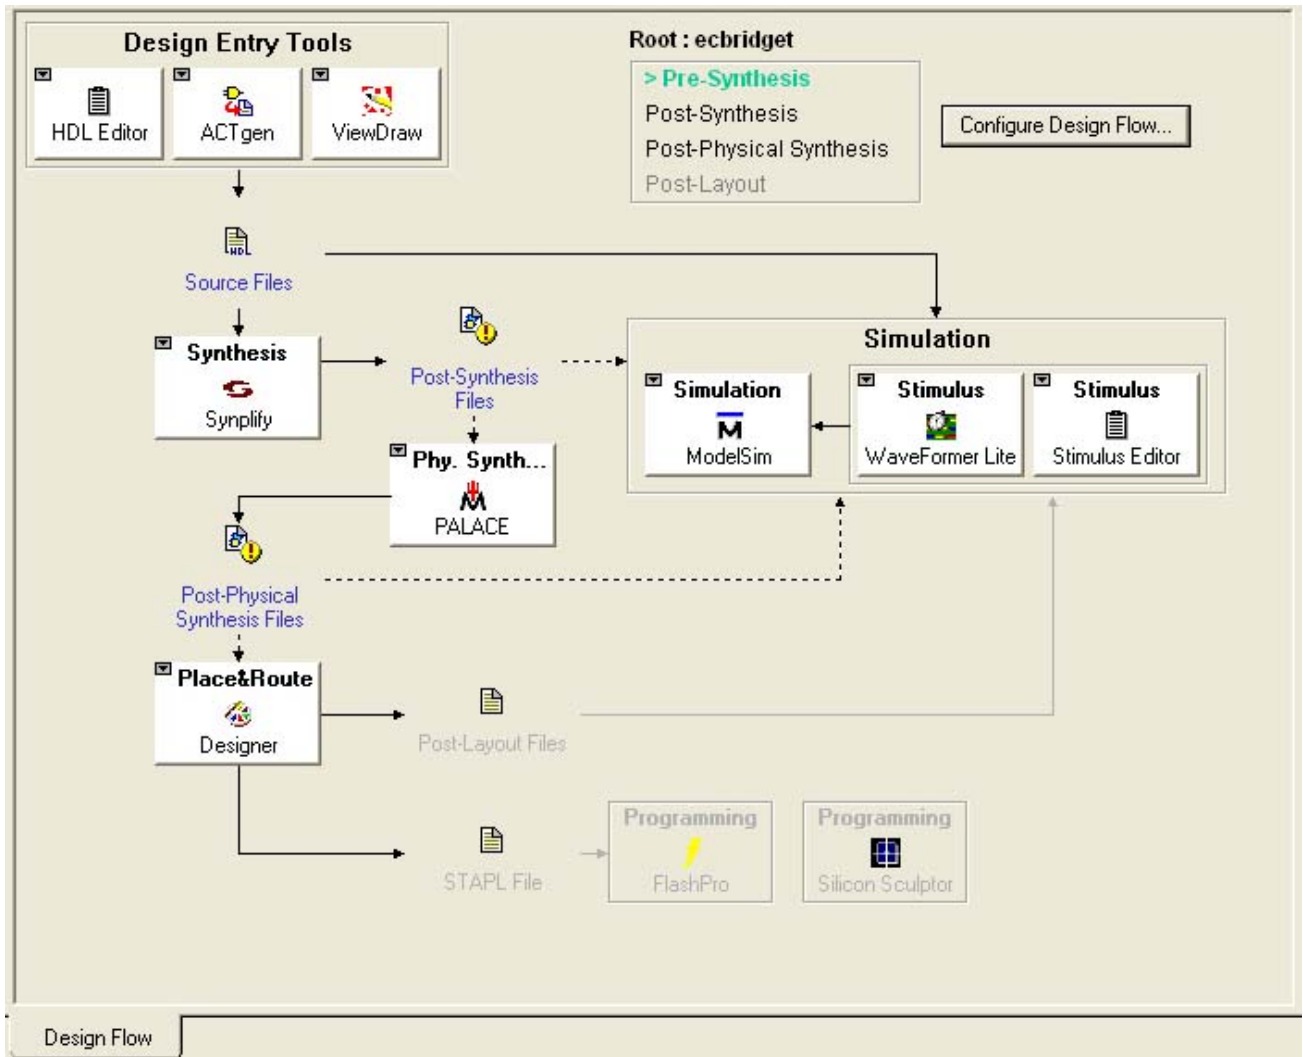 Design Entry Tools
HDL Editor
ACTgen
ViewDraw
Root : ecbridget
> Pre-Synthesis
Post-Synthesis
Post-Physical Synthesis
Post-Layout
Configure Design Flow...
HDL
Source Files
Synthesis
Synplify
Post-Synthesis
Files
Phy. Synth...
PALACE
Simulation
Simulation
ModelSim
Stimulus
WaveFormer Lite
Stimulus
Stimulus Editor
Post-Physical
Synthesis Files
Place&Route
Designer
Post-Layout Files
STAPL File
Programming
FlashPro
Programming
Silicon Sculptor
Design Flow